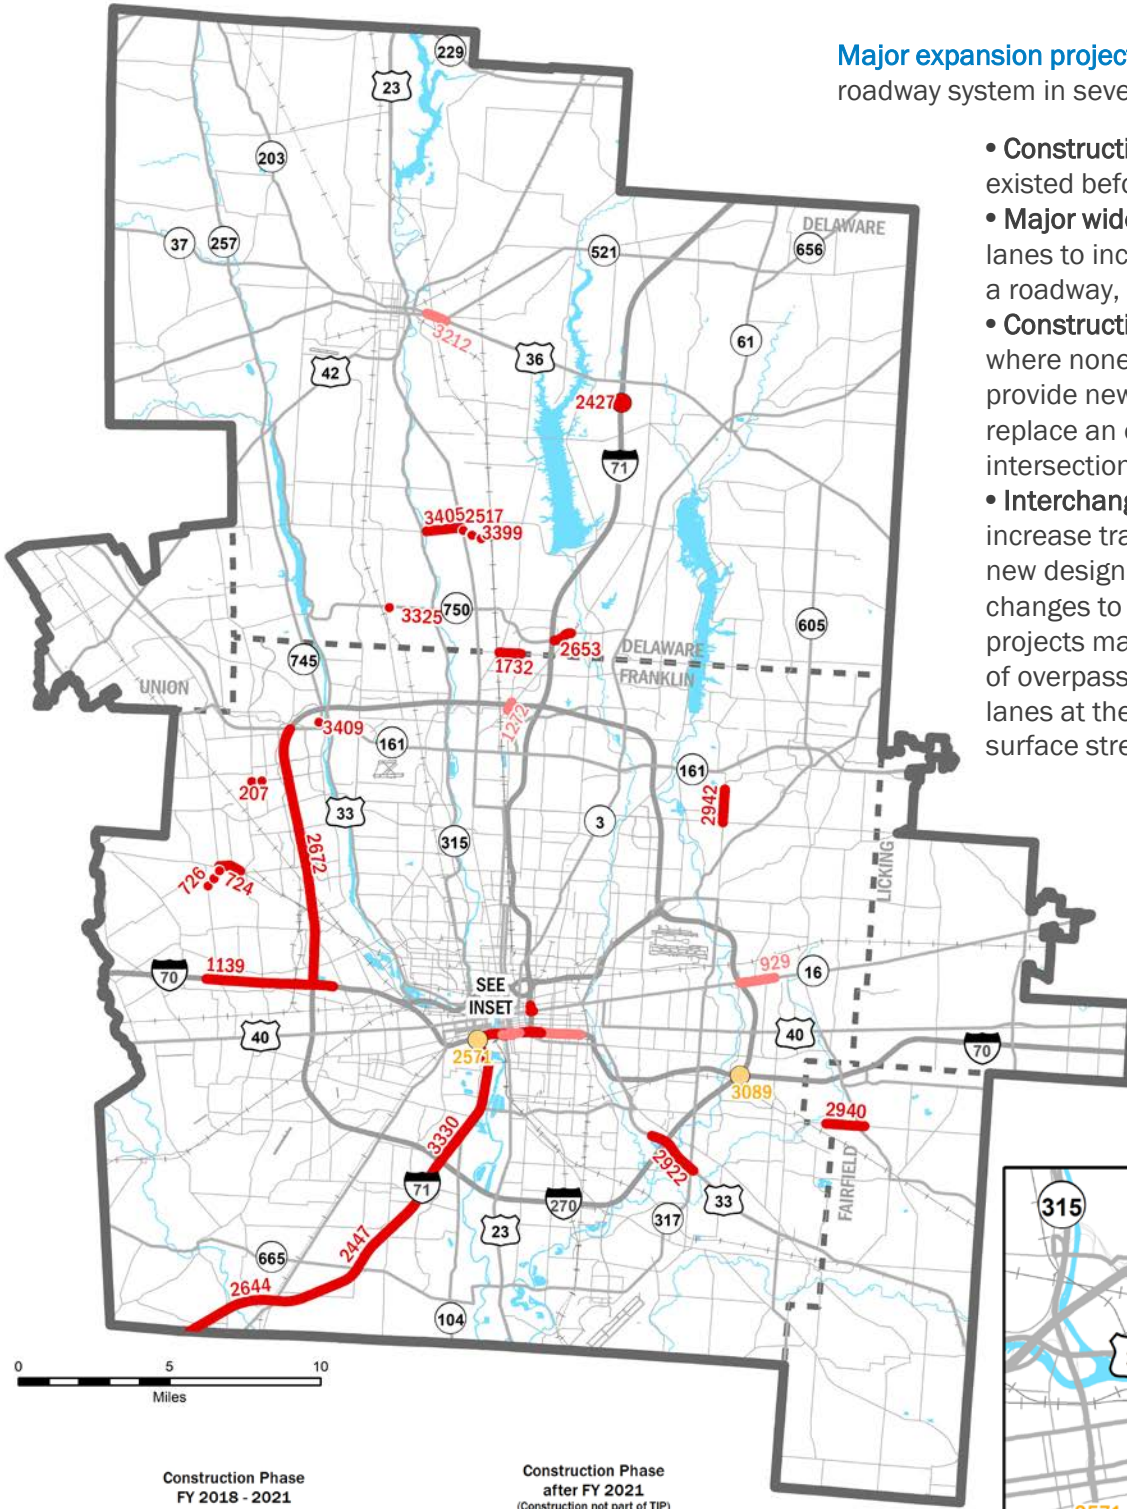 Major expansion project
roadway system in seve
• Constructi
existed befo
• Major wide
lanes to inc
a roadway,
• Constructi
where none
provide new
replace an e
intersection
• Interchang
increase tra
new design
changes to
projects ma
of overpass
lanes at the
surface stre
229
23
203
DELAWARE
37
257
521
656
3212
61
36
42
2427
71
3405
2517
3399
3325
750
605
2653
DELAWARE
745
1732
FRANKLIN
UNION
1272
3409
161
161
207
2942
33
3
315
2672
LICKING
726
724
929
16
1139
70
SEE
INSET
40
40
70
2571
3089
2940
3330
2922
71
33
FAIRFIELD
270
317
315
23
2447
665
2644
104
0
5
10
Miles
Construction Phase
FY 2018 - 2021
Construction Phase
after FY 2021
(Construction not part of TIP)
2571